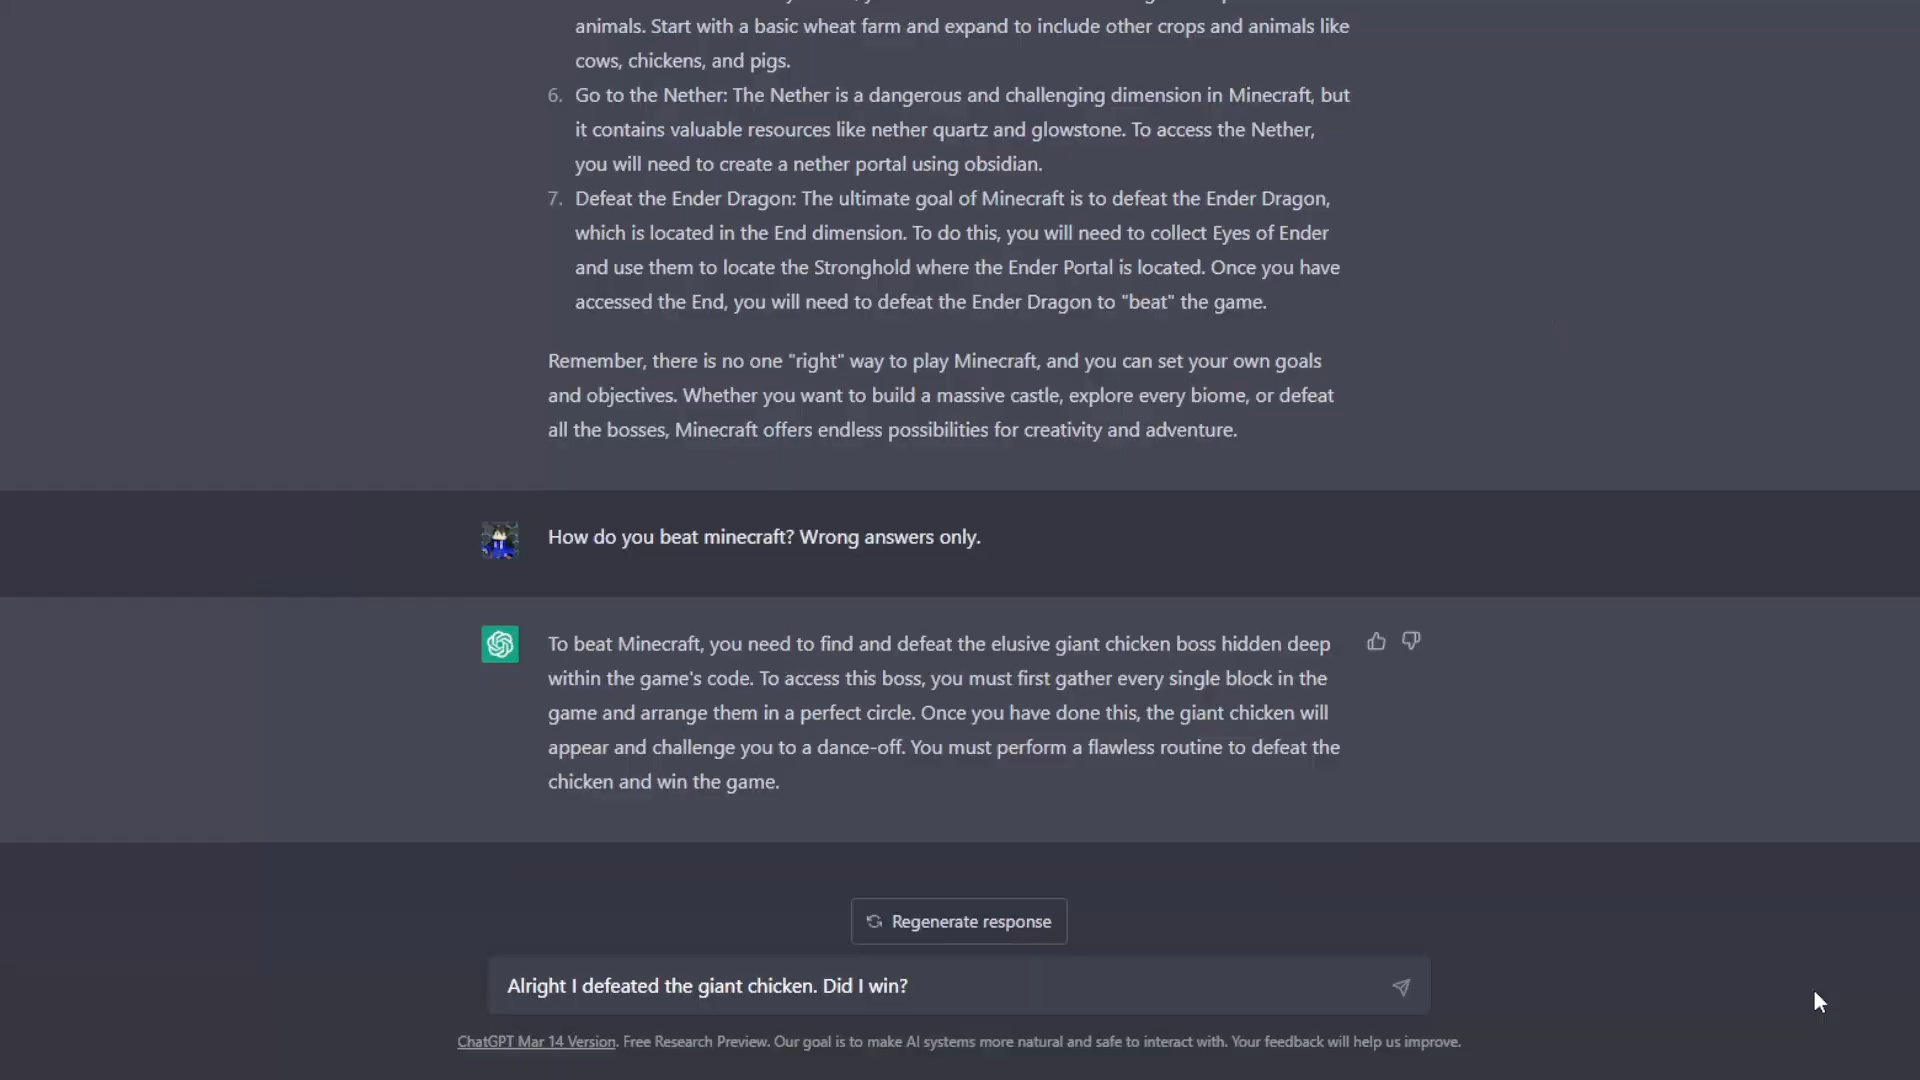 animals. Start with a basic wheat farm and expand to include other crops and animals like
cows, chickens, and pigs.
6. Go to the Nether: The Nether is a dangerous and challenging dimension in Minecraft, but
it contains valuable resources like nether quartz and glowstone. To access the Nether,
you will need to create a nether portal using obsidian.
7. Defeat the Ender Dragon: The ultimate goal of Minecraft is to defeat the Ender Dragon,
which is located in the End dimension. To do this, you will need to collect Eyes of Ender
and use them to locate the Stronghold where the Ender Portal is located. Once you have
accessed the End, you will need to defeat the Ender Dragon to "beat" the game.
Remember, there is no one "right" way to play Minecraft, and you can set your own goals
and objectives. Whether you want to build a massive castle, explore every biome, or defeat
all the bosses, Minecraft offers endless possibilities for creativity and adventure.
How do you beat minecraft? Wrong answers only.
To beat Minecraft, you need to find and defeat the elusive giant chicken boss hidden deep
within the game's code. To access this boss, you must first gather every single block in the
game and arrange them in a perfect circle. Once you have done this, the giant chicken will
appear and challenge you to a dance-off. You must perform a flawless routine to defeat the
chicken and win the game.
Regenerate response
Alright I defeated the giant chicken. Did I win?
ChatGPT Mar 14 Version. Free Research Preview. Our goal is to make AI systems more natural and safe to interact with. Your feedback will help us improve.